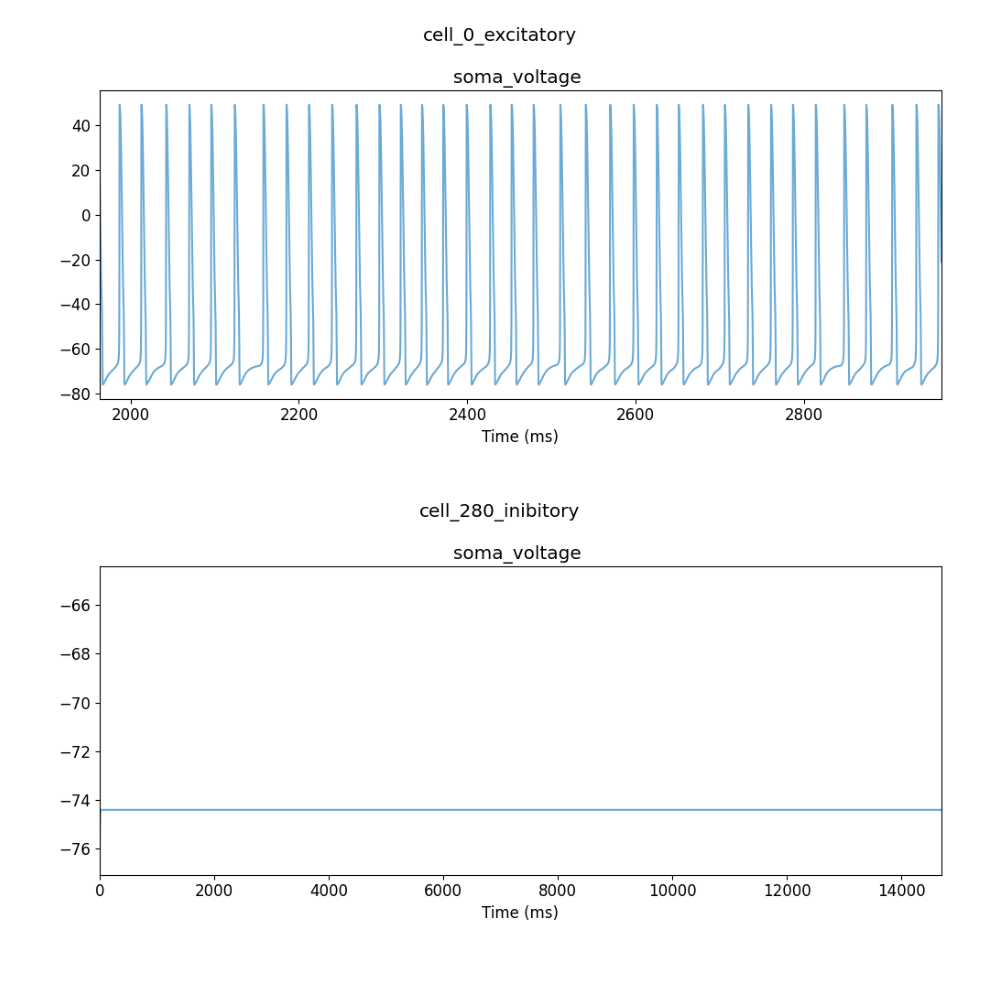 cell_0_excitatory
soma_voltage
40
20
0
−20
−40
−60
−80
2000 2200 2400 2600 2800
Time (ms)
cell_280_inibitory
soma_voltage
−66
−68
−70
−72
−74
−76
0 2000 4000 6000 8000 10000 12000 14000
Time (ms)